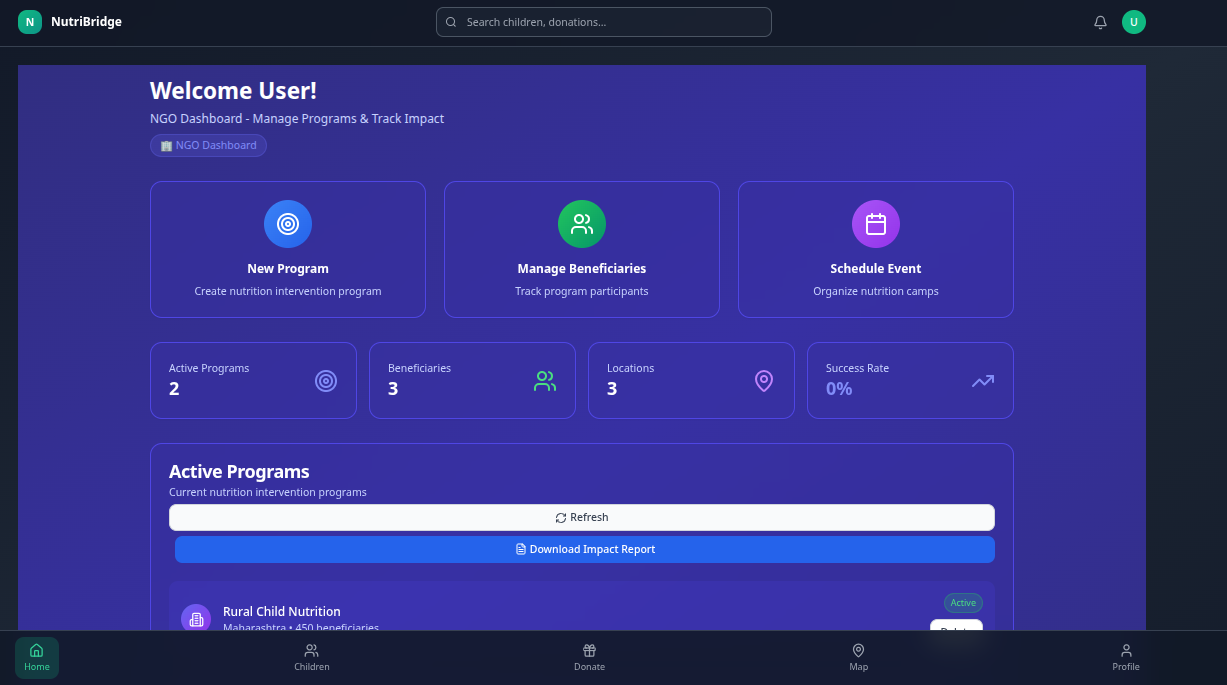 N NutriBridge
Search children, donations...
U
Welcome User!
NGO Dashboard - Manage Programs & Track Impact
🏢 NGO Dashboard
New Program
Create nutrition intervention program
Manage Beneficiaries
Track program participants
Schedule Event
Organize nutrition camps
Active Programs
2
Beneficiaries
3
Locations
3
Success Rate
0%
Active Programs
Current nutrition intervention programs
Refresh
Download Impact Report
Rural Child Nutrition
Maharashtra • 450 beneficiaries
Active
Home
Children
Donate
Map
Profile